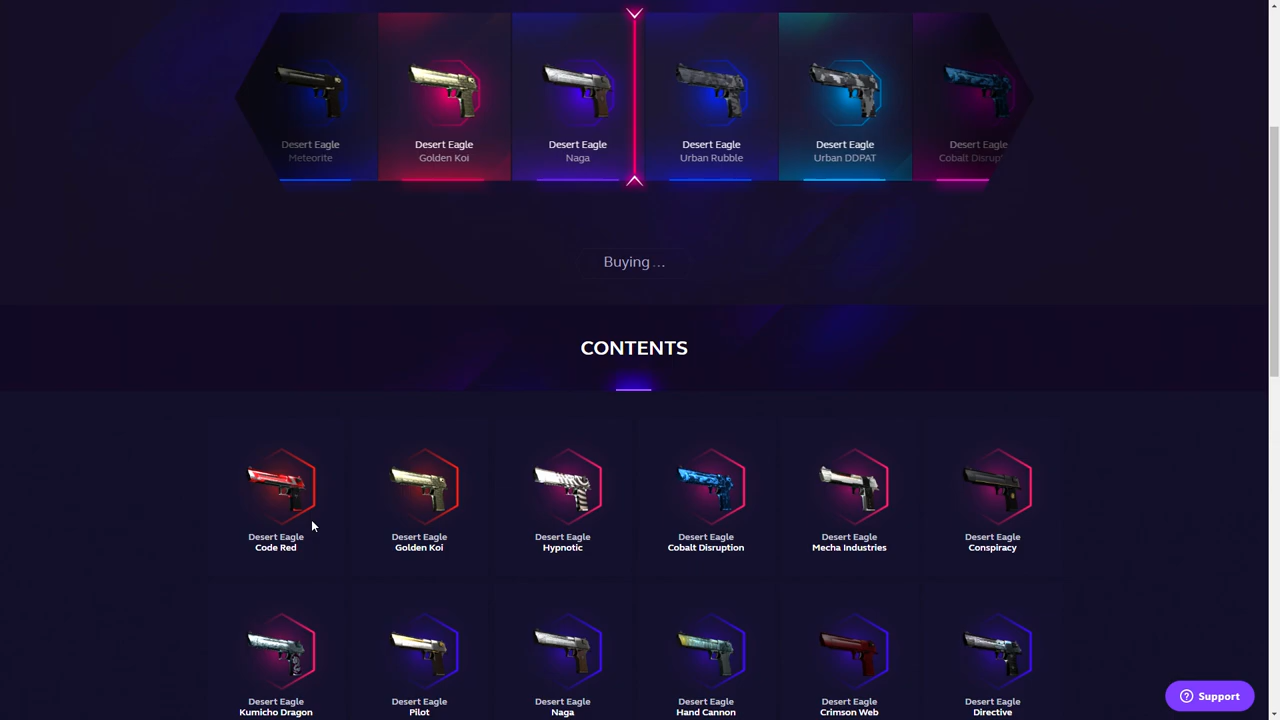 Desert Eagle
Meteorite
Desert Eagle
Golden Koi
Desert Eagle
Naga
Desert Eagle
Urban Rubble
Desert Eagle
Urban DDPAT
Desert Eagle
Cobalt Disrup'
Buying ...
CONTENTS
Desert Eagle
Code Red
Desert Eagle
Golden Koi
Desert Eagle
Hypnotic
Desert Eagle
Cobalt Disruption
Desert Eagle
Mecha Industries
Desert Eagle
Conspiracy
Desert Eagle
Kumicho Dragon
Desert Eagle
Pilot
Desert Eagle
Naga
Desert Eagle
Hand Cannon
Desert Eagle
Crimson Web
Desert Eagle
Directive
Support